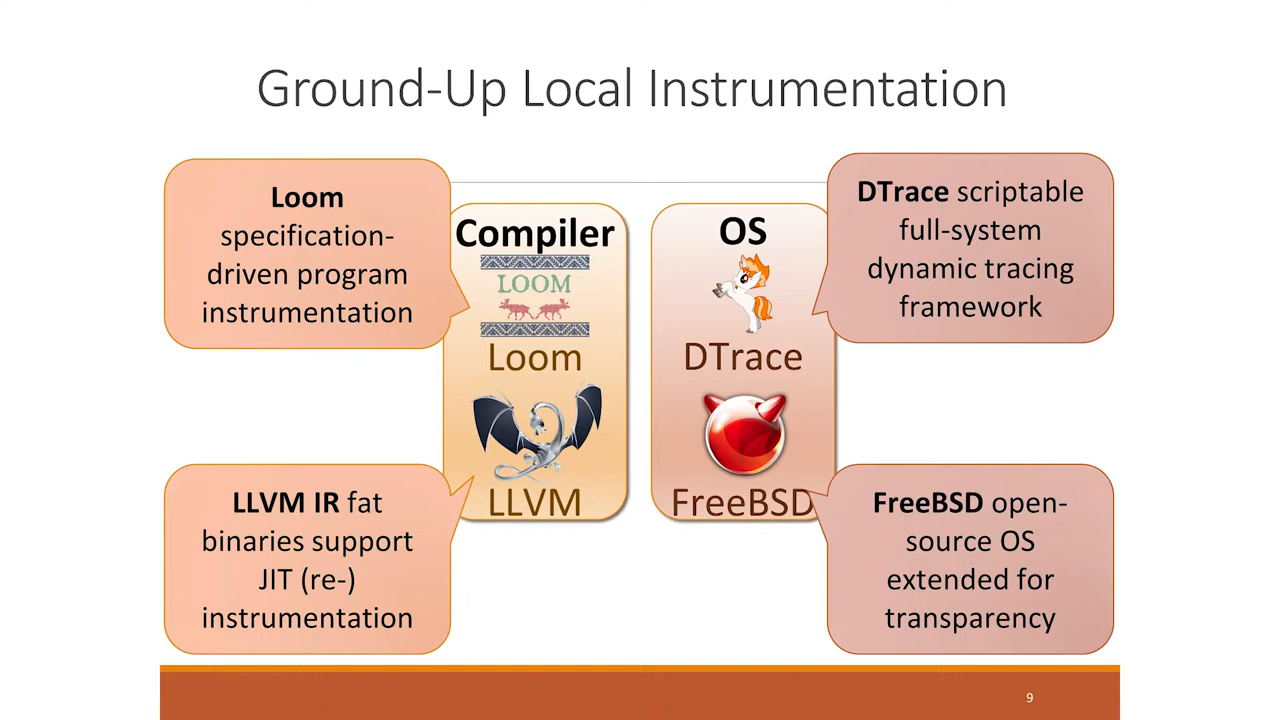 Ground-Up Local Instrumentation
Loom
specification-
driven program
instrumentation
Compiler
LOOM
Loom
LLVM
OS
DTrace
FreeBSD
DTrace scriptable
full-system
dynamic tracing
framework
LLVM IR fat
binaries support
JIT (re-)
instrumentation
FreeBSD open-
source OS
extended for
transparency
9